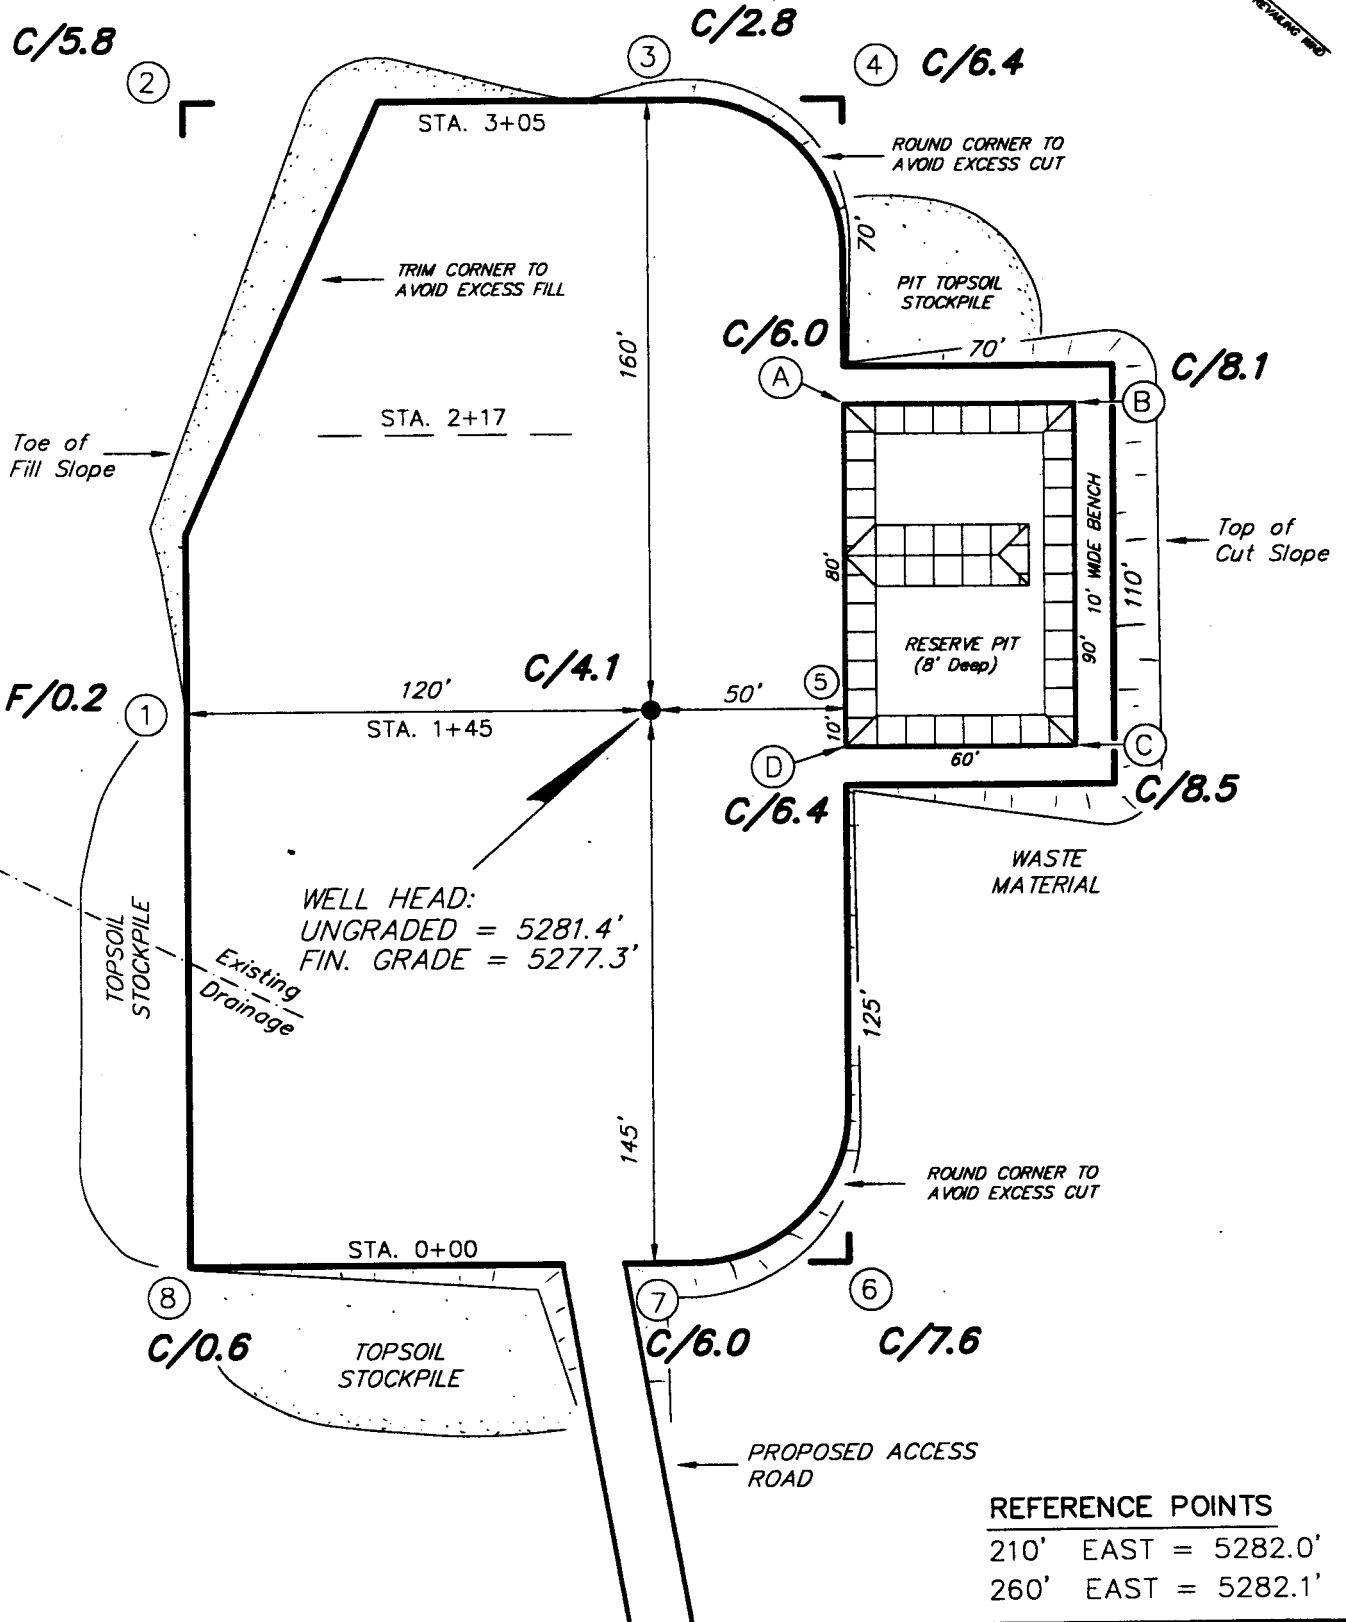 C/5.8
2
3
C/2.8
4
C/6.4
PREVAILING WIND
STA. 3+05
ROUND CORNER TO
AVOID EXCESS CUT
70'
TRIM CORNER TO
AVOID EXCESS FILL
PIT TOPSOIL
STOCKPILE
160'
C/6.0
70'
C/8.1
A
B
STA. 2+17
Toe of
Fill Slope
10' WIDE BENCH
Top of
Cut Slope
80'
110'
RESERVE PIT
(8' Deep)
90'
F/0.2
1
120'
C/4.1
50'
5
STA. 1+45
10'
D
60'
C
C/6.4
C/8.5
WASTE
MATERIAL
WELL HEAD:
UNGRADED = 5281.4'
FIN. GRADE = 5277.3'
TOPSOIL
STOCKPILE
Existing
Drainage
125'
145'
ROUND CORNER TO
AVOID EXCESS CUT
STA. 0+00
8
7
6
C/0.6
TOPSOIL
STOCKPILE
C/6.0
C/7.6
PROPOSED ACCESS
ROAD
REFERENCE POINTS
210' EAST = 5282.0'
260' EAST = 5282.1'